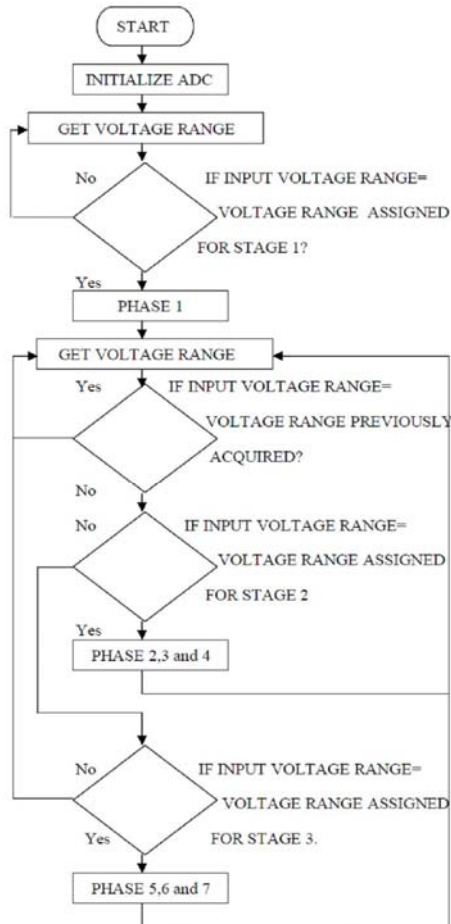 START
INITIALIZE ADC
GET VOLTAGE RANGE
No
IF INPUT VOLTAGE RANGE=
VOLTAGE RANGE ASSIGNED
FOR STAGE 1?
Yes
PHASE 1
GET VOLTAGE RANGE
Yes
IF INPUT VOLTAGE RANGE=
VOLTAGE RANGE PREVIOUSLY
ACQUIRED?
No
No
IF INPUT VOLTAGE RANGE=
VOLTAGE RANGE ASSIGNED
FOR STAGE 2
Yes
PHASE 2,3 and 4
No
IF INPUT VOLTAGE RANGE=
VOLTAGE RANGE ASSIGNED
Yes
FOR STAGE 3.
PHASE 5,6 and 7